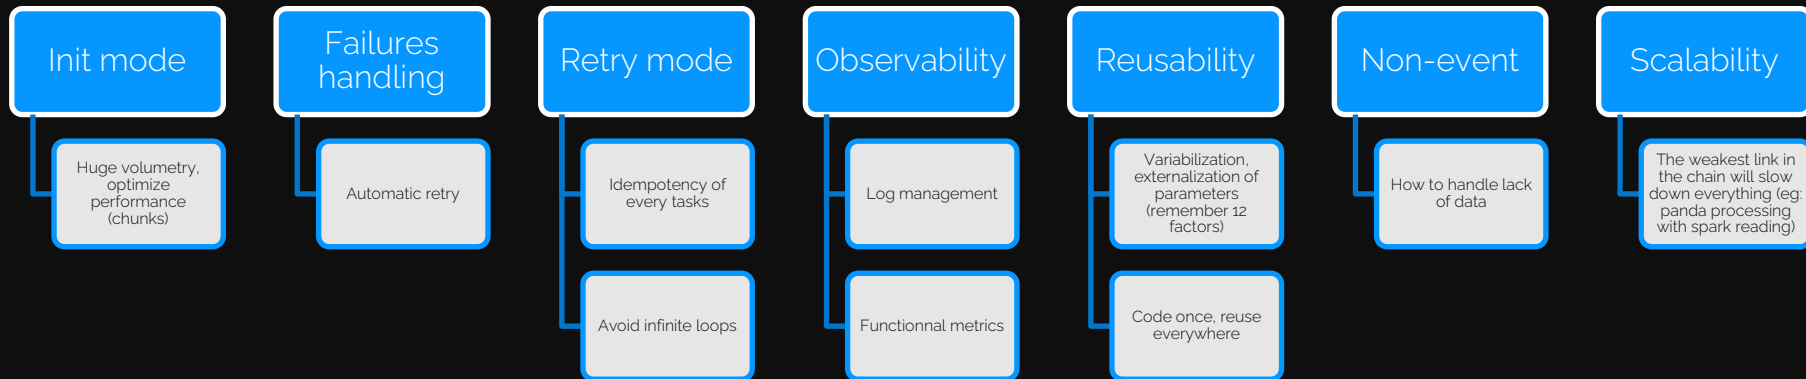 Init mode
Huge volumetry,
optimize
performance
(chunks)
Failures
handling
Automatic retry
Retry mode
Idempotency of
every tasks
Avoid infinite loops
Observability
Log management
Functionnal metrics
Reusability
Variabilization,
externalization of
parameters
(remember 12
factors)
Code once, reuse
everywhere
Non-event
How to handle lack
of data
Scalability
The weakest link in
the chain will slow
down everything (eg:
panda processing
with spark reading)